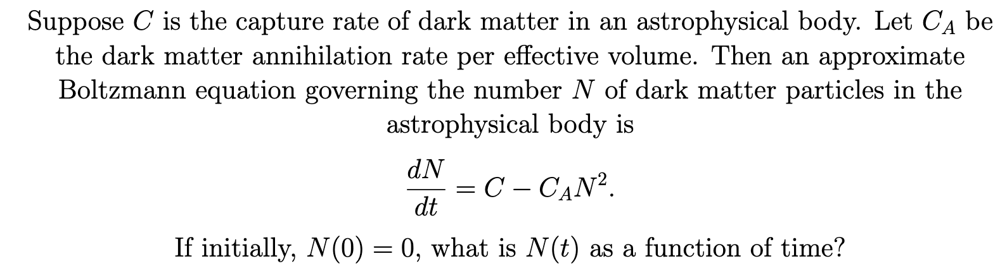 Suppose C is the capture rate of dark matter in an astrophysical body. Let C_A be
the dark matter annihilation rate per effective volume. Then an approximate
Boltzmann equation governing the number N of dark matter particles in the
astrophysical body is
dN/dt = C − C_A N².
If initially, N(0) = 0, what is N(t) as a function of time?